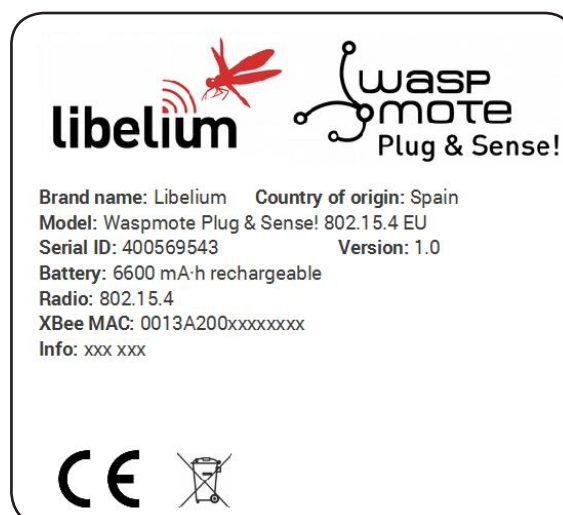 libelium
wasp
mote
Plug & Sense!
Brand name: Libelium Country of origin: Spain
Model: Waspmote Plug & Sense! 802.15.4 EU
Serial ID: 400569543 Version: 1.0
Battery: 6600 mA·h rechargeable
Radio: 802.15.4
XBee MAC: 0013A200xxxxxxxx
Info: xxx xxx
CE